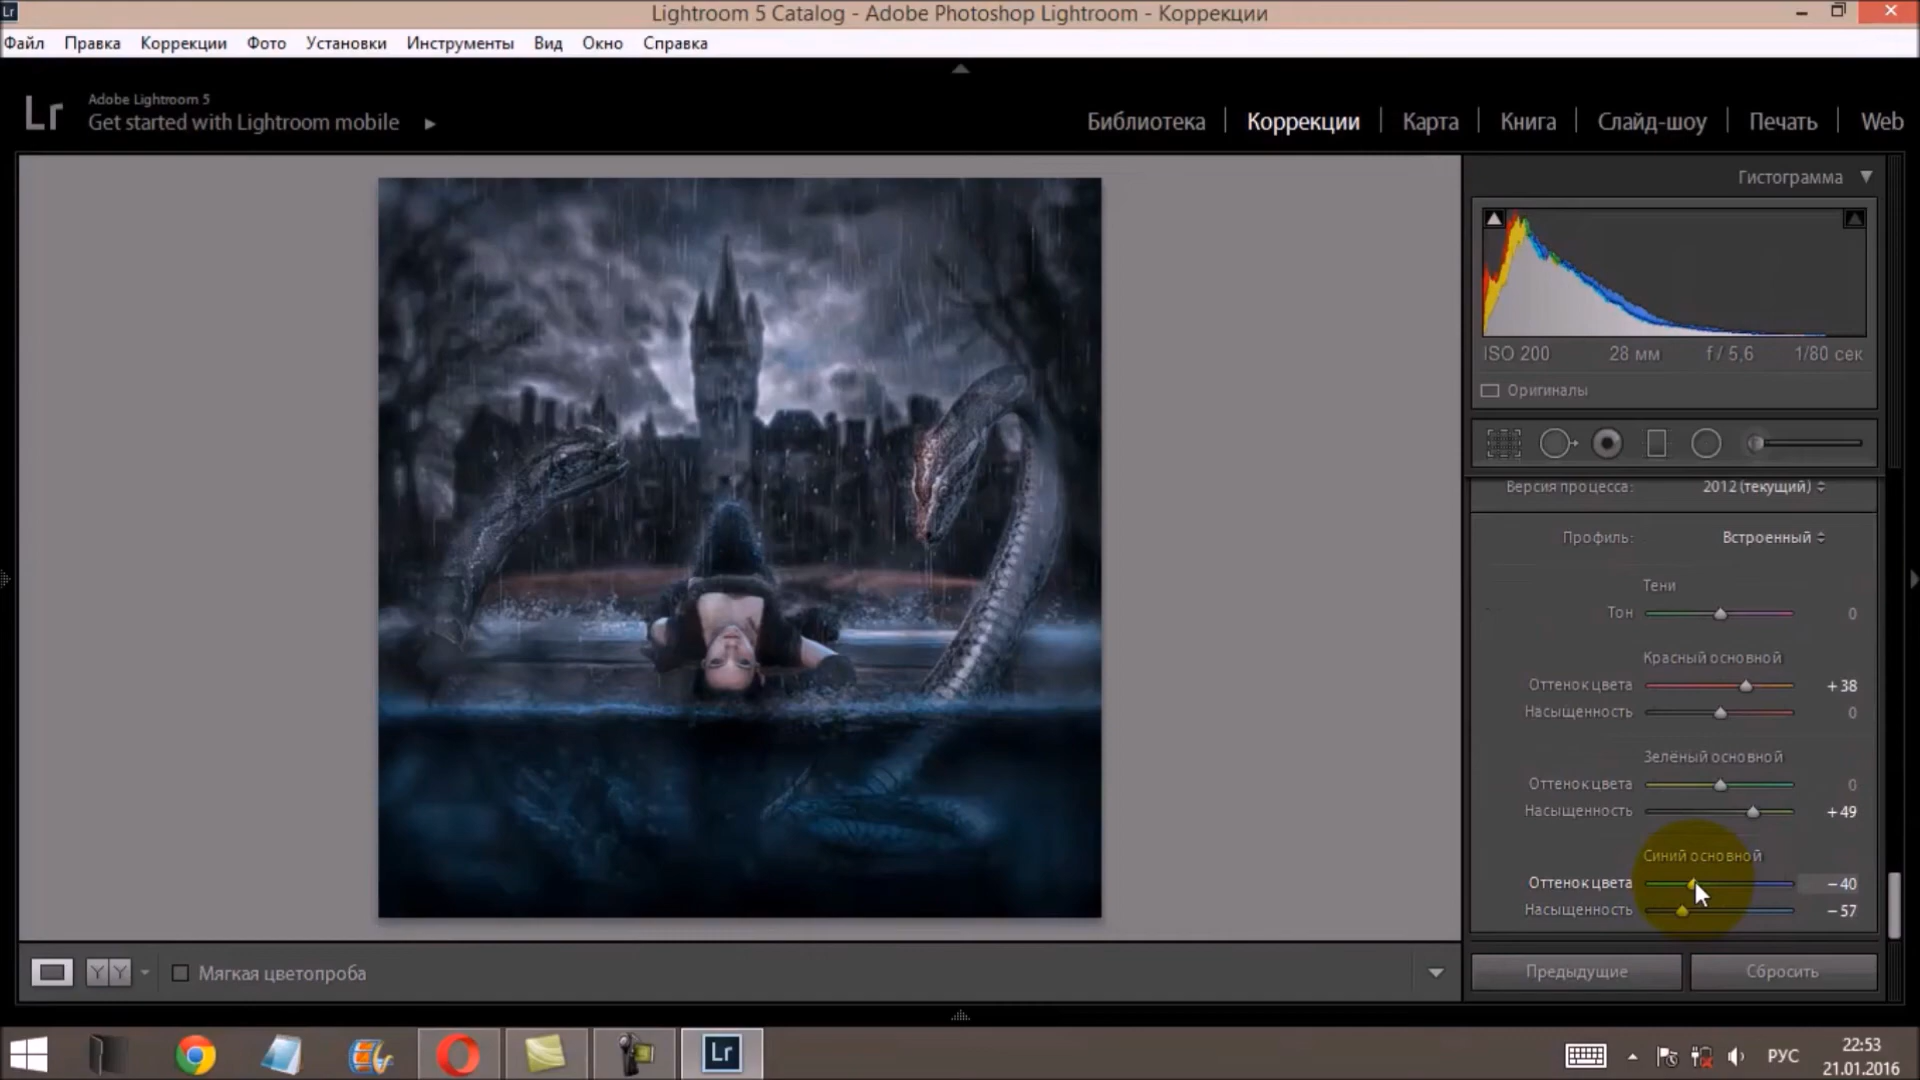 Lr
Lightroom 5 Catalog - Adobe Photoshop Lightroom - Коррекции
Файл Правка Коррекции Фото Установки Инструменты Вид Окно Справка
Lr
Adobe Lightroom 5
Get started with Lightroom mobile
Библиотека | Коррекции | Карта | Книга | Слайд-шоу | Печать | Web
Гистограмма
ISO 200 28 мм f / 5,6 1/80 сек
Оригиналы
Версия процесса: 2012 (текущий)
Профиль: Встроенный
Тени
Тон 0
Красный основной
Оттенок цвета +38
Насыщенность 0
Зелёный основной
Оттенок цвета 0
Насыщенность +49
Синий основной
Оттенок цвета -40
Насыщенность -57
YY Мягкая цветопроба
Предыдущие Сбросить
Lr
РУС
22:53
21.01.2016